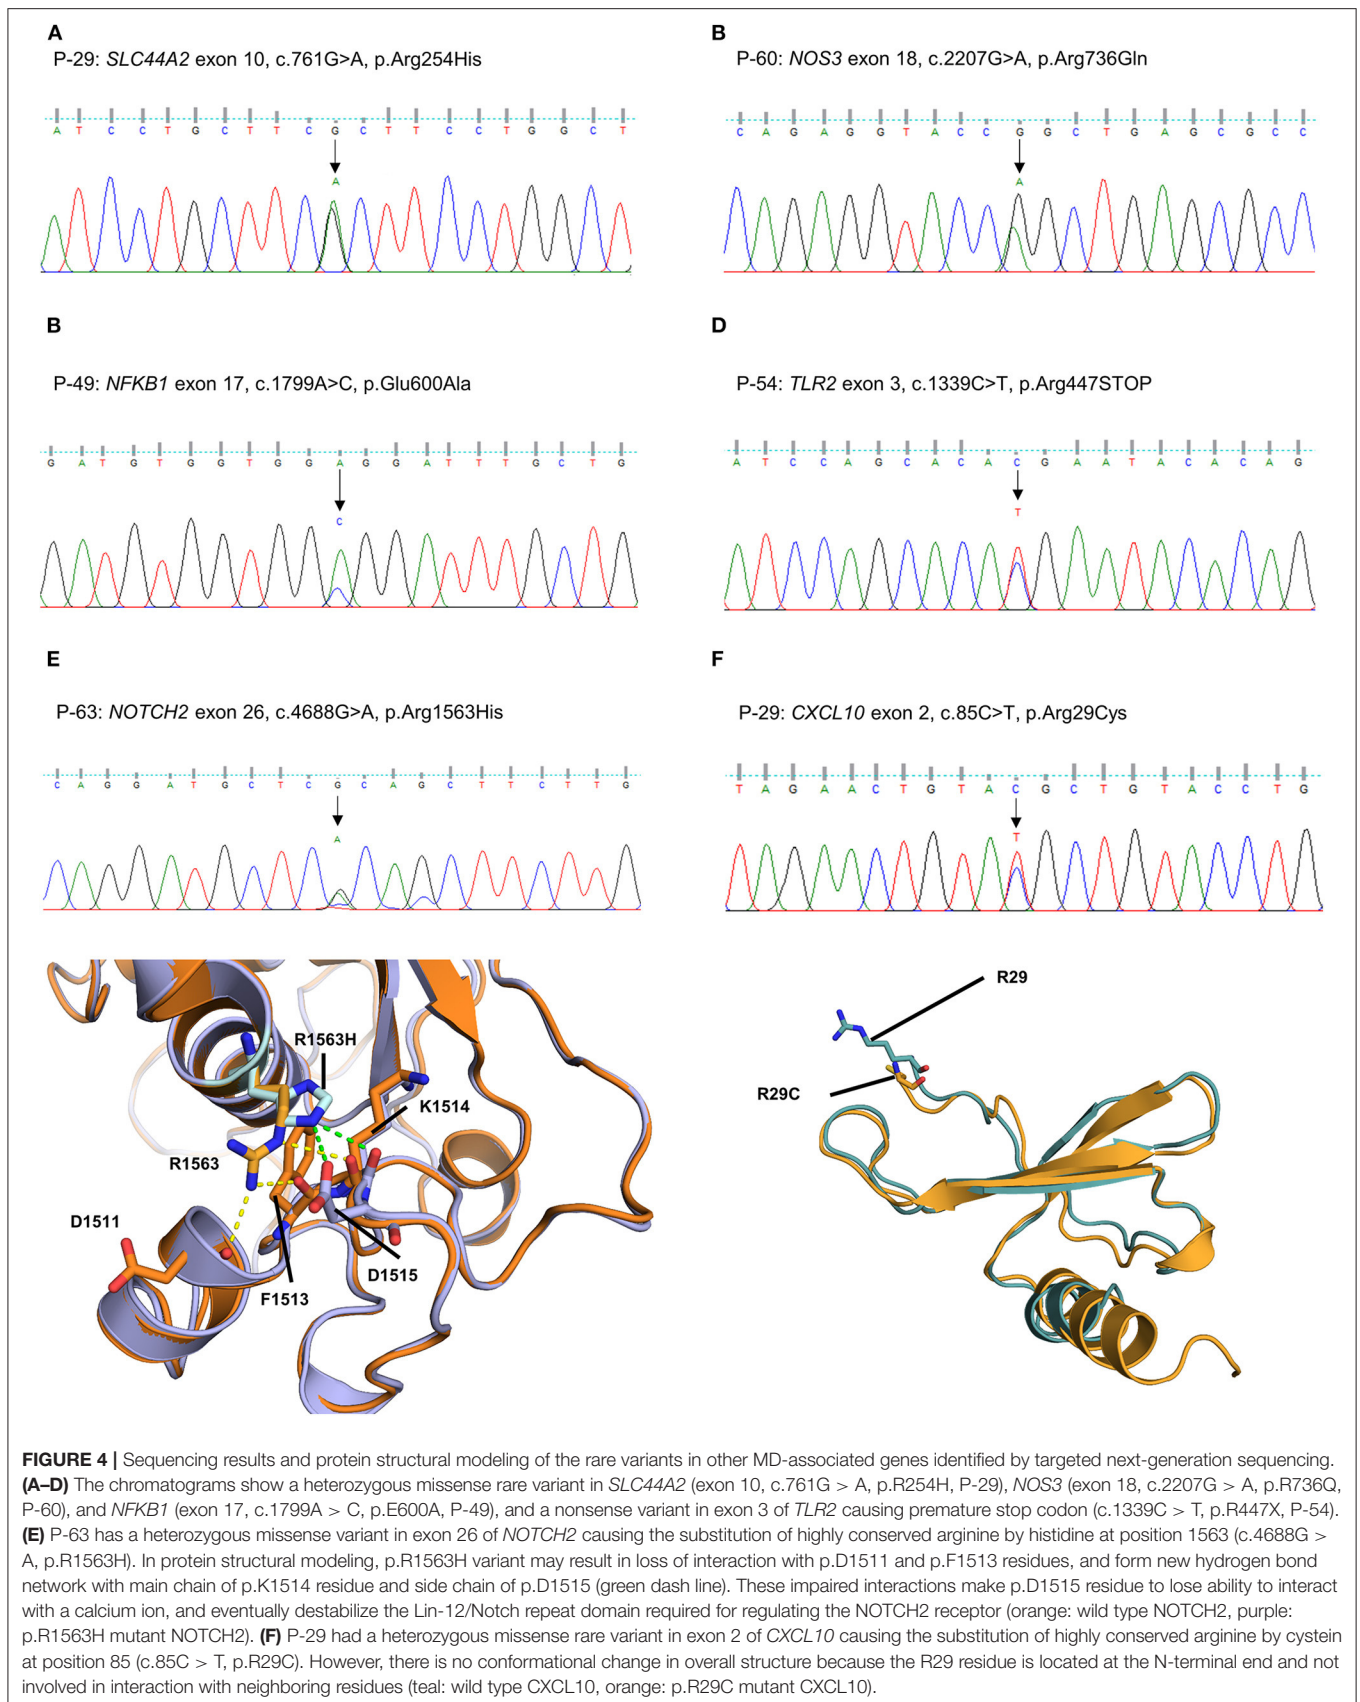 A
P-29: SLC44A2 exon 10, c.761G>A, p.Arg254His
A T C C T G C T T C G C T T C C T G G C T
A
B
P-60: NOS3 exon 18, c.2207G>A, p.Arg736Gln
C A G A G G T A C C G G C T G A G C G C C
A
B
P-49: NFKB1 exon 17, c.1799A>C, p.Glu600Ala
G A T G T G G T G G A G G A T T T G C T G
C
D
P-54: TLR2 exon 3, c.1339C>T, p.Arg447STOP
A T C C A G C A C A C G A A T A C A C A G
T
E
P-63: NOTCH2 exon 26, c.4688G>A, p.Arg1563His
C A G G A T G C T C G C A G C T T C T T G
A
F
P-29: CXCL10 exon 2, c.85C>T, p.Arg29Cys
T A G A A C T G T A C G C T G T A C C T G
T
R1563H
K1514
R1563
D1511
D1515
F1513
R29
R29C
FIGURE 4 | Sequencing results and protein structural modeling of the rare variants in other MD-associated genes identified by targeted next-generation sequencing.
(A–D) The chromatograms show a heterozygous missense rare variant in SLC44A2 (exon 10, c.761G > A, p.R254H, P-29), NOS3 (exon 18, c.2207G > A, p.R736Q,
P-60), and NFKB1 (exon 17, c.1799A > C, p.E600A, P-49), and a nonsense variant in exon 3 of TLR2 causing premature stop codon (c.1339C > T, p.R447X, P-54).
(E) P-63 has a heterozygous missense variant in exon 26 of NOTCH2 causing the substitution of highly conserved arginine by histidine at position 1563 (c.4688G >
A, p.R1563H). In protein structural modeling, p.R1563H variant may result in loss of interaction with p.D1511 and p.F1513 residues, and form new hydrogen bond
network with main chain of p.K1514 residue and side chain of p.D1515 (green dash line). These impaired interactions make p.D1515 residue to lose ability to interact
with a calcium ion, and eventually destabilize the Lin-12/Notch repeat domain required for regulating the NOTCH2 receptor (orange: wild type NOTCH2, purple:
p.R1563H mutant NOTCH2). (F) P-29 had a heterozygous missense rare variant in exon 2 of CXCL10 causing the substitution of highly conserved arginine by cystein
at position 85 (c.85C > T, p.R29C). However, there is no conformational change in overall structure because the R29 residue is located at the N-terminal end and not
involved in interaction with neighboring residues (teal: wild type CXCL10, orange: p.R29C mutant CXCL10).